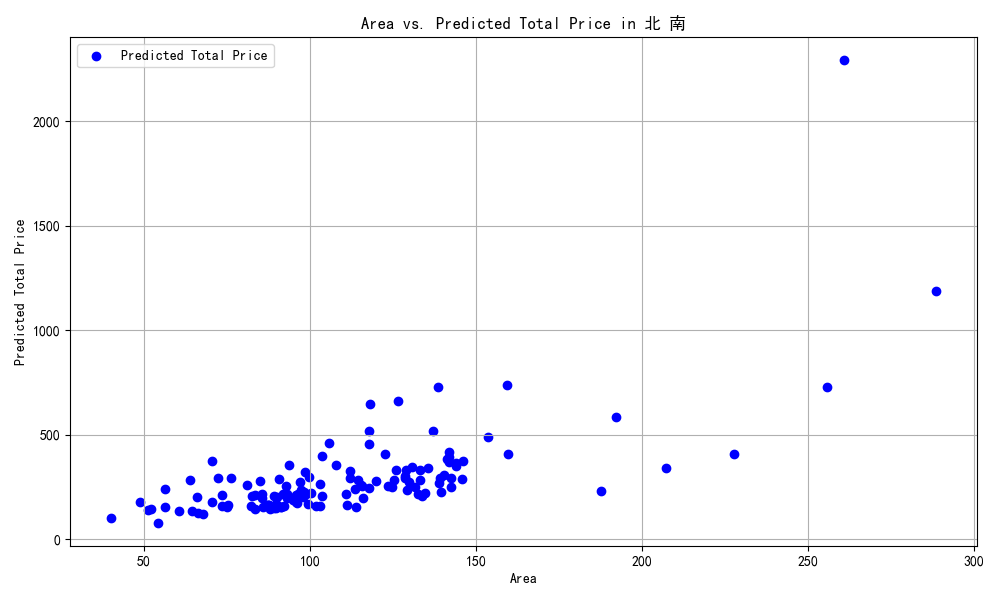 Area vs. Predicted Total Price in 北 南
Predicted Total Price
Predicted Total Price
2000
1500
1000
500
0
50 100 150 200 250 300
Area